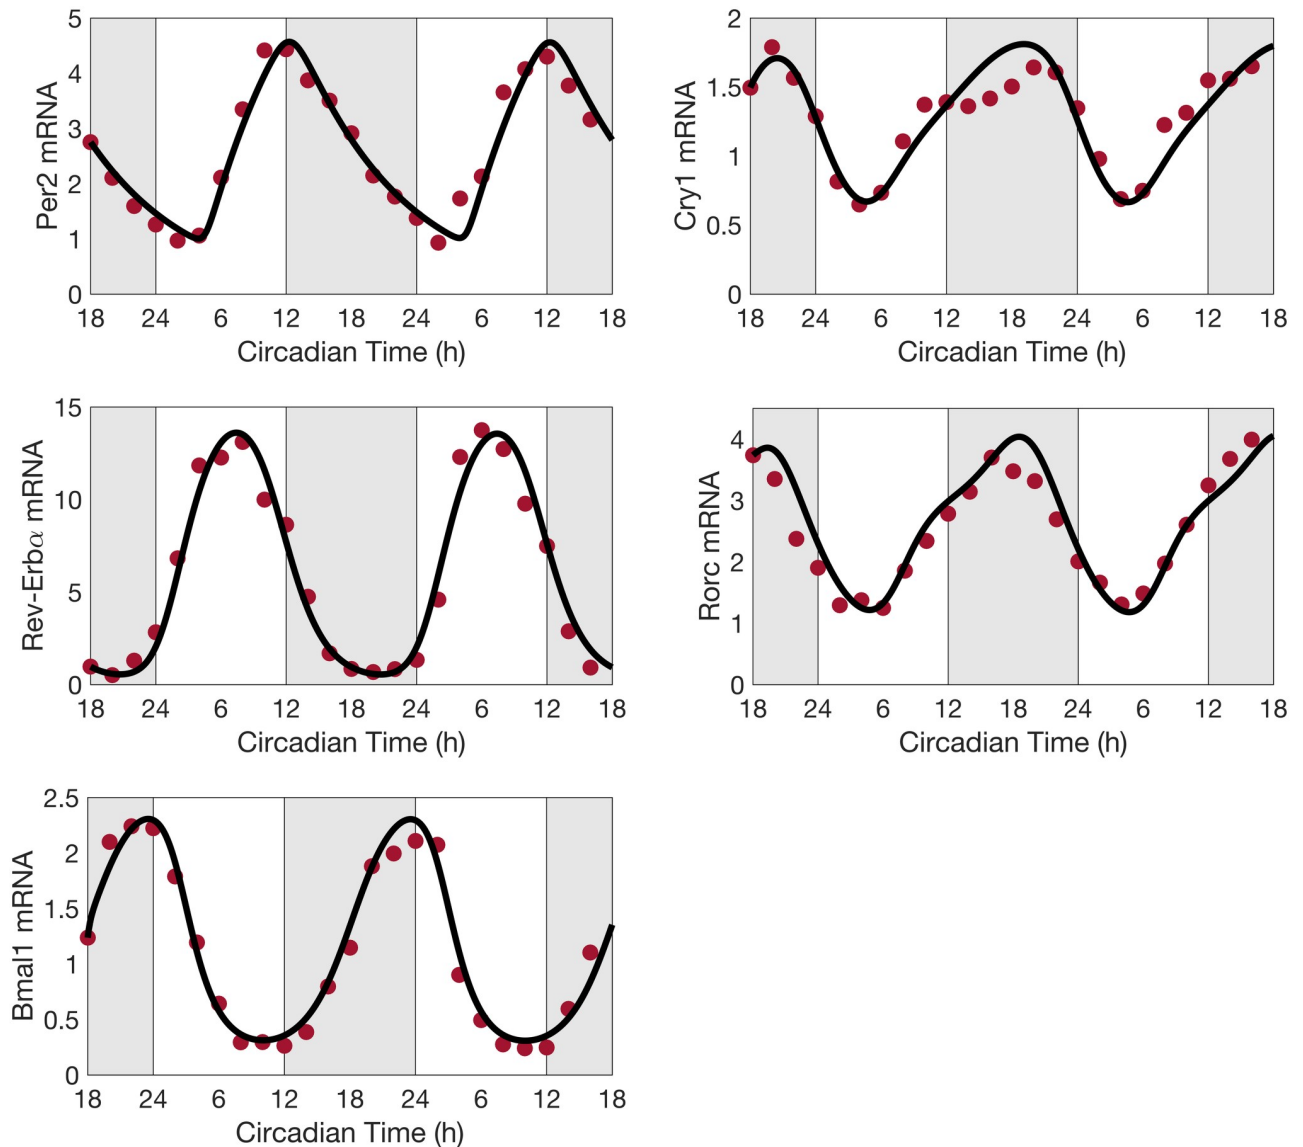 Per2 mRNA
5
4
3
2
1
0
18 24 6 12 18 24 6 12 18
Circadian Time (h)
Cry1 mRNA
2
1.5
1
0.5
0
18 24 6 12 18 24 6 12 18
Circadian Time (h)
Rev-Erbα mRNA
15
10
5
0
18 24 6 12 18 24 6 12 18
Circadian Time (h)
Rorc mRNA
4
3
2
1
0
18 24 6 12 18 24 6 12 18
Circadian Time (h)
Bmal1 mRNA
2.5
2
1.5
1
0.5
0
18 24 6 12 18 24 6 12 18
Circadian Time (h)